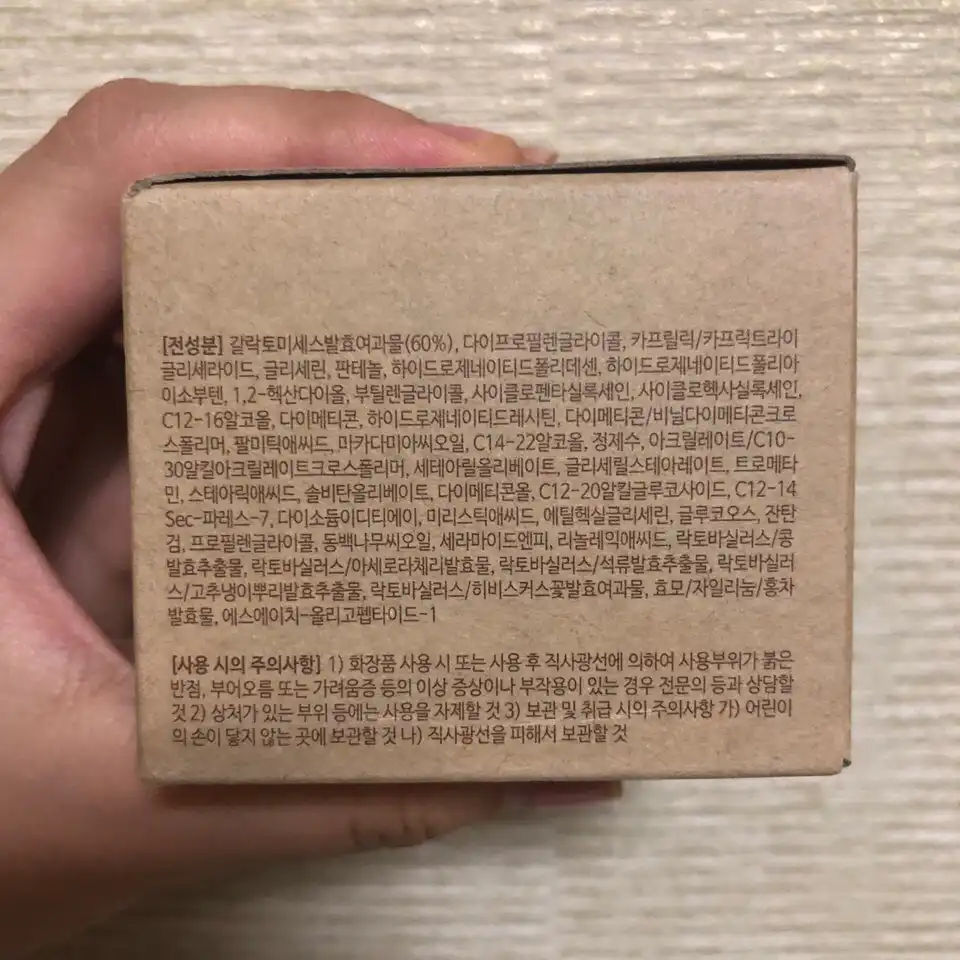 [전성분] 갈락토미세스발효여과물(60%), 다이프로필렌글라이콜, 카프릴릭/카프릭트라이
글리세라이드, 글리세린, 판테놀, 하이드로제네이티드폴리데센, 하이드로제네이티드폴리아
이소부텐, 1,2-헥산다이올, 부틸렌글라이콜, 사이클로펜타실록세인, 사이클로헥사실록세인,
C12-16알코올, 다이메티콘, 하이드로제네이티드레시틴, 다이메티콘/비닐다이메티콘크로
스폴리머, 팔미틱애씨드, 마카다미아씨오일, C14-22알코올, 정제수, 아크릴레이트/C10-
30알킬아크릴레이트크로스폴리머, 세테아릴올리베이트, 글리세릴스테아레이트, 트로메타
민, 스테아릭애씨드, 솔비탄올리베이트, 다이메티콘올, C12-20알킬글루코사이드, C12-14
Sec-파레스-7, 다이소듐이디티에이, 미리스틱애씨드, 에틸헥실글리세린, 글루코오스, 잔탄
검, 프로필렌글라이콜, 동백나무씨오일, 세라마이드엔피, 리놀레익애씨드, 락토바실러스/콩
발효추출물, 락토바실러스/아세로라체리발효물, 락토바실러스/석류발효추출물, 락토바실러
스/고추냉이뿌리발효추출물, 락토바실러스/히비스커스꽃발효여과물, 효모/자일리눔/홍차
발효물, 에스에이치-올리고펩타이드-1
[사용 시의 주의사항] 1) 화장품 사용 시 또는 사용 후 직사광선에 의하여 사용부위가 붉은
반점, 부어오름 또는 가려움증 등의 이상 증상이나 부작용이 있는 경우 전문의 등과 상담할
것 2) 상처가 있는 부위 등에는 사용을 자제할 것 3) 보관 및 취급 시의 주의사항 가) 어린이
의 손이 닿지 않는 곳에 보관할 것 나) 직사광선을 피해서 보관할 것